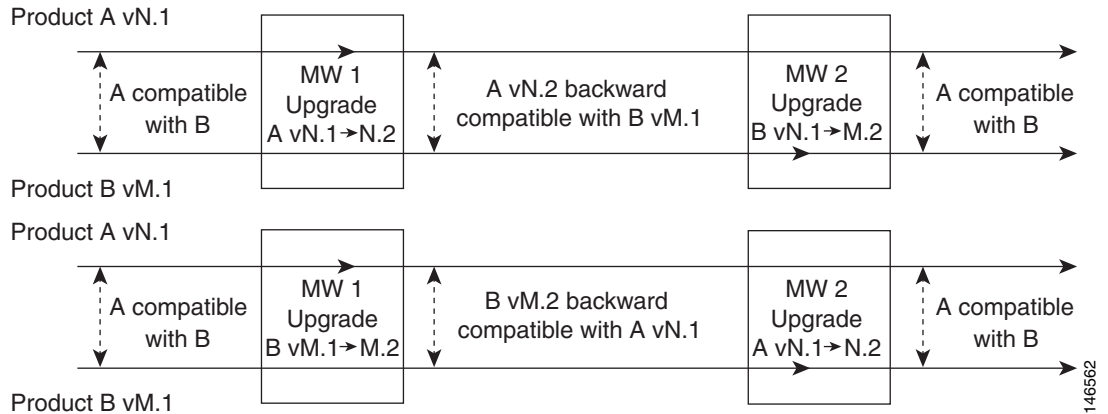 Product A vN.1
A compatible
with B
MW 1
Upgrade
A vN.1→N.2
A vN.2 backward
compatible with B vM.1
MW 2
Upgrade
B vN.1→M.2
A compatible
with B
Product B vM.1
Product A vN.1
A compatible
with B
MW 1
Upgrade
B vM.1→M.2
B vM.2 backward
compatible with A vN.1
MW 2
Upgrade
A vN.1→N.2
A compatible
with B
Product B vM.1
146562